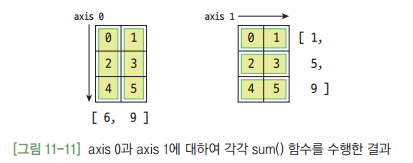 axis 0 axis 1
0 1 0 1 [ 1,
2 3 2 3 5,
4 5 4 5 9 ]
[ 6, 9 ]
[그림 11-11] axis 0과 axis 1에 대하여 각각 sum() 함수를 수행한 결과